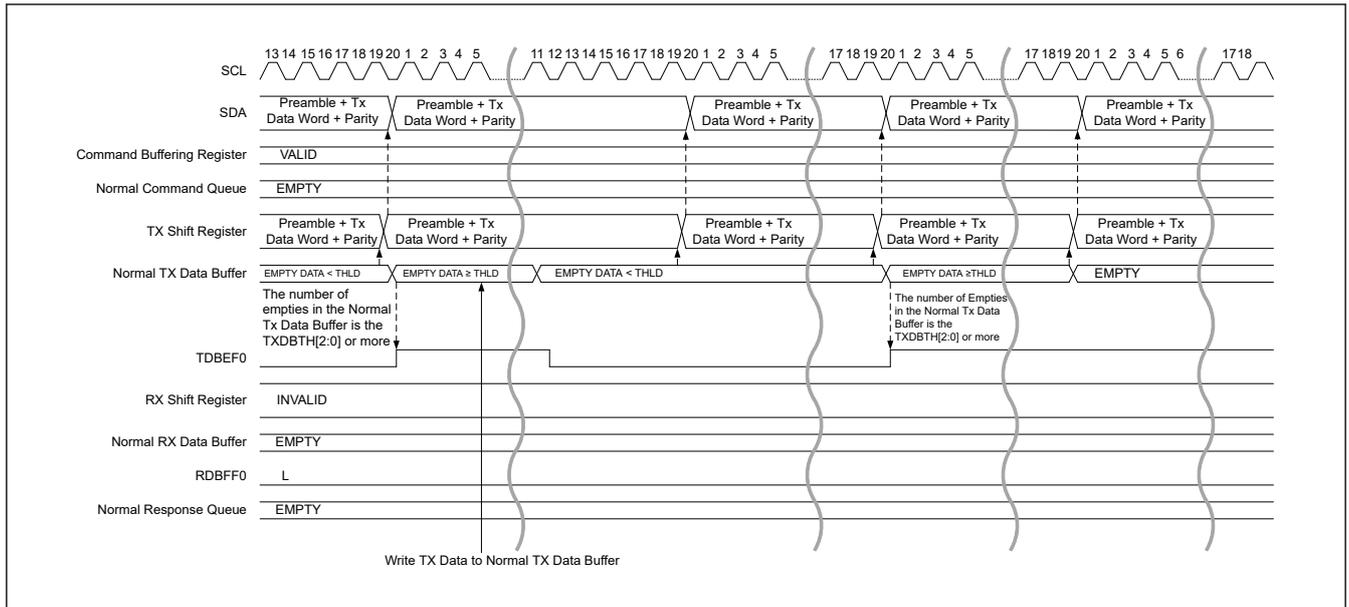 13 14 15 16 17 18 19 20 1 2 3 4 5 11 12 13 14 15 16 17 18 19 20 1 2 3 4 5 17 18 19 20 1 2 3 4 5 17 18 19 20 1 2 3 4 5 6 17 18
SCL
SDA
Preamble + Tx
Data Word + Parity
Preamble + Tx
Data Word + Parity
Preamble + Tx
Data Word + Parity
Preamble + Tx
Data Word + Parity
Preamble + Tx
Data Word + Parity
Command Buffering Register
VALID
Normal Command Queue
EMPTY
TX Shift Register
Preamble + Tx
Data Word + Parity
Preamble + Tx
Data Word + Parity
Preamble + Tx
Data Word + Parity
Preamble + Tx
Data Word + Parity
Preamble + Tx
Data Word + Parity
Normal TX Data Buffer
EMPTY DATA < THLD
EMPTY DATA ≥ THLD
EMPTY DATA < THLD
EMPTY DATA ≥THLD
EMPTY
The number of
empties in the Normal
Tx Data Buffer is the
TXDBTH[2:0] or more
The number of Empties
in the Normal Tx Data
Buffer is the
TXDBTH[2:0] or more
TDBEF0
RX Shift Register
INVALID
Normal RX Data Buffer
EMPTY
RDBFF0
L
Normal Response Queue
EMPTY
Write TX Data to Normal TX Data Buffer